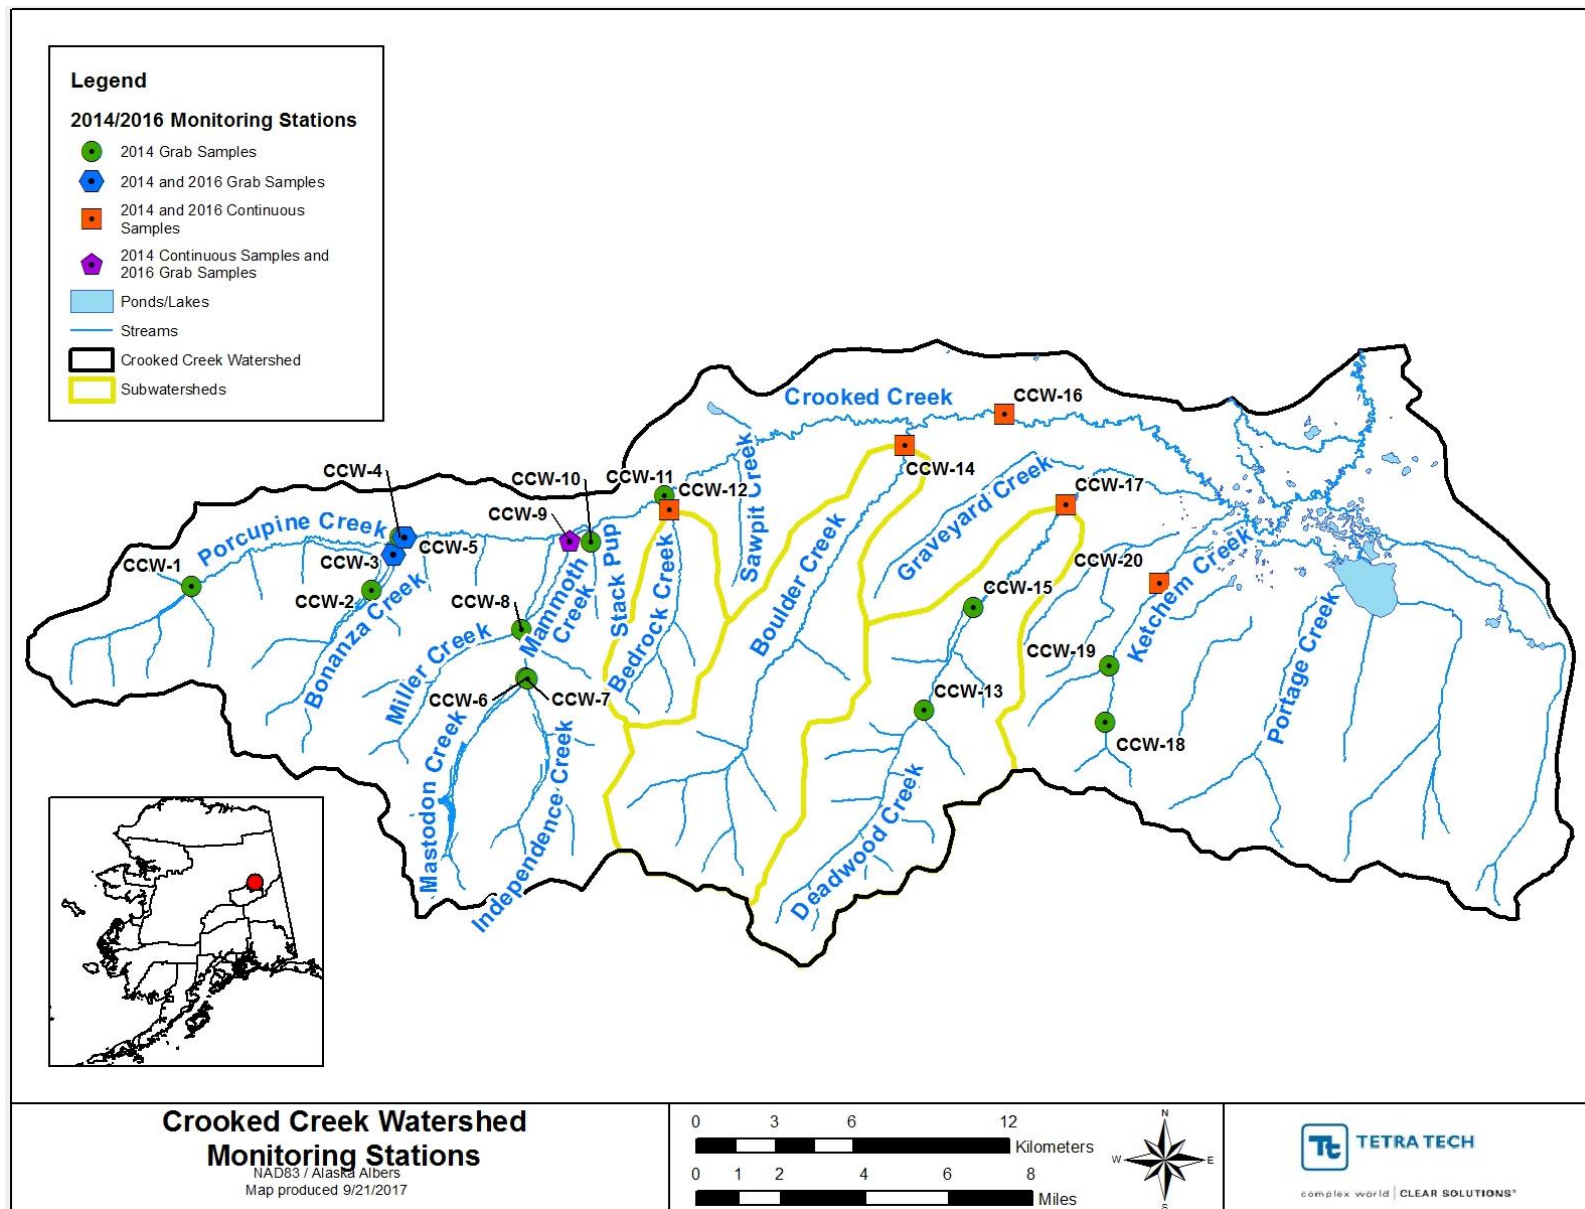 Legend
2014/2016 Monitoring Stations
2014 Grab Samples
2014 and 2016 Grab Samples
2014 and 2016 Continuous
Samples
2014 Continuous Samples and
2016 Grab Samples
Ponds/Lakes
Streams
Crooked Creek Watershed
Subwatersheds
Crooked Creek
CCW-16
CCW-4
CCW-10
CCW-11
CCW-12
CCW-14
CCW-17
CCW-9
CCW-5
CCW-3
CCW-1
CCW-2
CCW-8
CCW-20
CCW-15
CCW-19
CCW-6
CCW-7
CCW-13
CCW-18
Porcupine Creek
Bonanza Creek
Miller Creek
Mammoth
Creek
Stack Pup
Bedrock Creek
Sawpit Creek
Boulder Creek
Graveyard Creek
Ketchem Creek
Portage Creek
Mastodon Creek
Independence Creek
Deadwood Creek
Crooked Creek Watershed
Monitoring Stations
NAD83 / Alaska Albers
Map produced 9/21/2017
0 3 6 12
Kilometers
0 1 2 4 6 8
Miles
N
W E
S
Tt TETRA TECH
complex world | CLEAR SOLUTIONS™